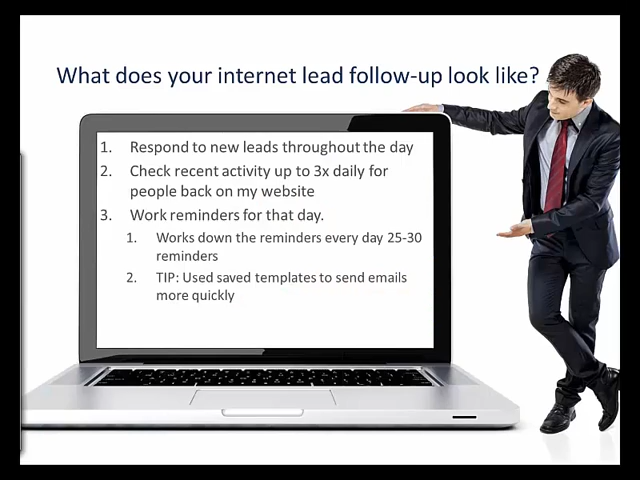 What does your internet lead follow-up look like?
1. Respond to new leads throughout the day
2. Check recent activity up to 3x daily for
people back on my website
3. Work reminders for that day.
1. Works down the reminders every day 25-30
reminders
2. TIP: Used saved templates to send emails
more quickly